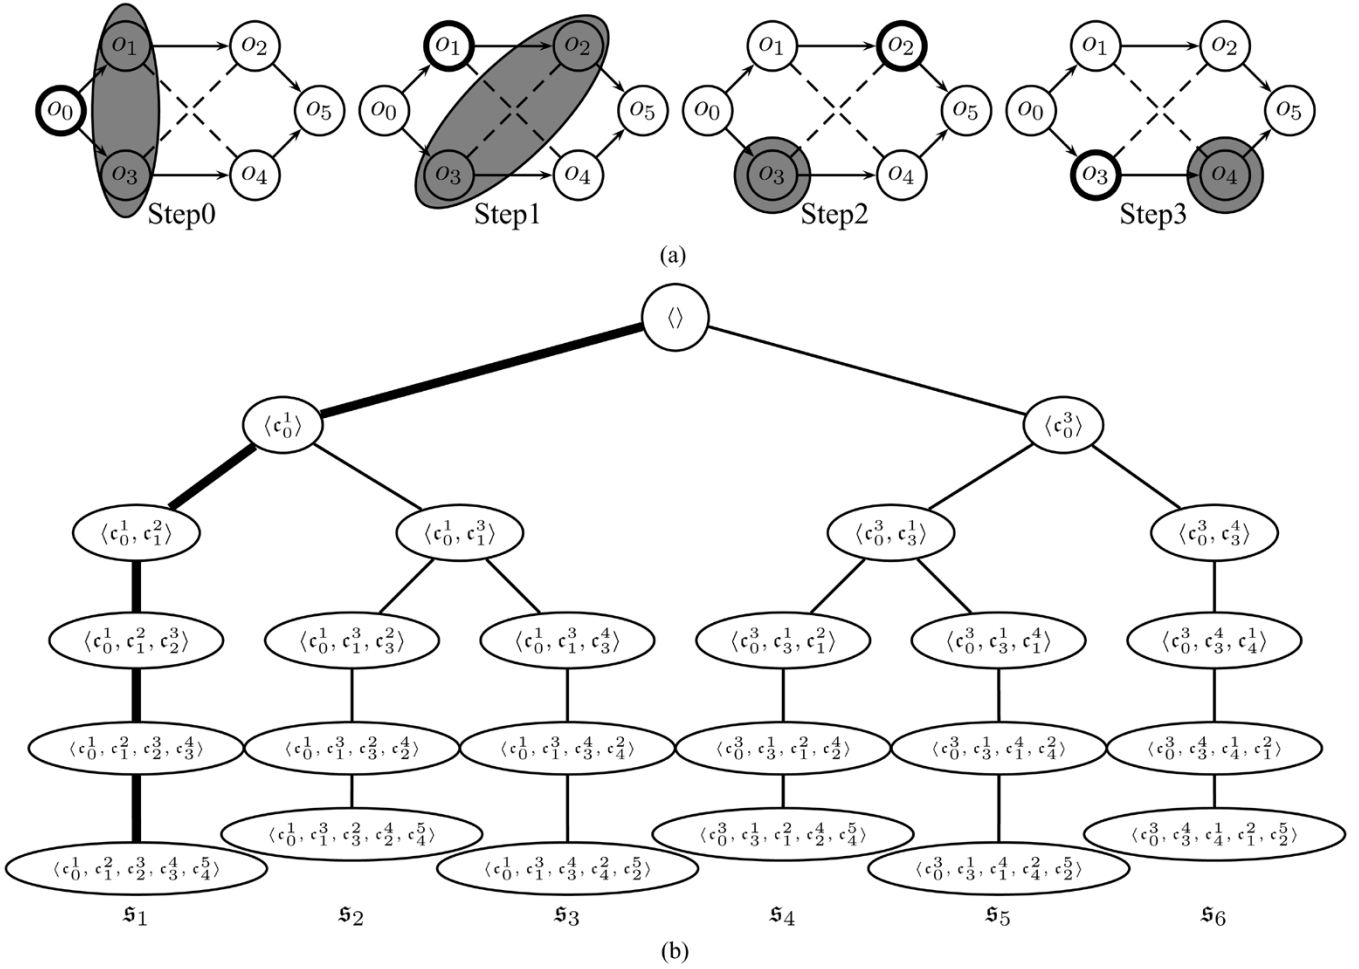 o₁ o₂ o₁ o₂ o₁ o₂ o₁ o₂
o₀ o₅ o₀ o₅ o₀ o₅ o₀ o₅
o₃ o₄ o₃ o₄ o₃ o₄ o₃ o₄
Step0 Step1 Step2 Step3
(a)
⟨⟩
⟨𝔠₀¹⟩ ⟨𝔠₀³⟩
⟨𝔠₀¹, 𝔠₁²⟩ ⟨𝔠₀¹, 𝔠₁³⟩ ⟨𝔠₀³, 𝔠₃¹⟩ ⟨𝔠₀³, 𝔠₃⁴⟩
⟨𝔠₀¹, 𝔠₁², 𝔠₂³⟩ ⟨𝔠₀¹, 𝔠₁³, 𝔠₃²⟩ ⟨𝔠₀¹, 𝔠₁³, 𝔠₃⁴⟩ ⟨𝔠₀³, 𝔠₃¹, 𝔠₁²⟩ ⟨𝔠₀³, 𝔠₃¹, 𝔠₁⁴⟩ ⟨𝔠₀³, 𝔠₃⁴, 𝔠₄¹⟩
⟨𝔠₀¹, 𝔠₁², 𝔠₂³, 𝔠₃⁴⟩ ⟨𝔠₀¹, 𝔠₁³, 𝔠₃², 𝔠₂⁴⟩ ⟨𝔠₀¹, 𝔠₁³, 𝔠₃⁴, 𝔠₄²⟩ ⟨𝔠₀³, 𝔠₃¹, 𝔠₁², 𝔠₂⁴⟩ ⟨𝔠₀³, 𝔠₃¹, 𝔠₁⁴, 𝔠₄²⟩ ⟨𝔠₀³, 𝔠₃⁴, 𝔠₄¹, 𝔠₁²⟩
⟨𝔠₀¹, 𝔠₁³, 𝔠₃², 𝔠₂⁴, 𝔠₄⁵⟩ ⟨𝔠₀³, 𝔠₃¹, 𝔠₁², 𝔠₂⁴, 𝔠₄⁵⟩ ⟨𝔠₀³, 𝔠₃⁴, 𝔠₄¹, 𝔠₁², 𝔠₂⁵⟩
⟨𝔠₀¹, 𝔠₁², 𝔠₂³, 𝔠₃⁴, 𝔠₄⁵⟩ ⟨𝔠₀¹, 𝔠₁³, 𝔠₃⁴, 𝔠₄², 𝔠₂⁵⟩ ⟨𝔠₀³, 𝔠₃¹, 𝔠₁⁴, 𝔠₄², 𝔠₂⁵⟩
𝔰₁ 𝔰₂ 𝔰₃ 𝔰₄ 𝔰₅ 𝔰₆
(b)